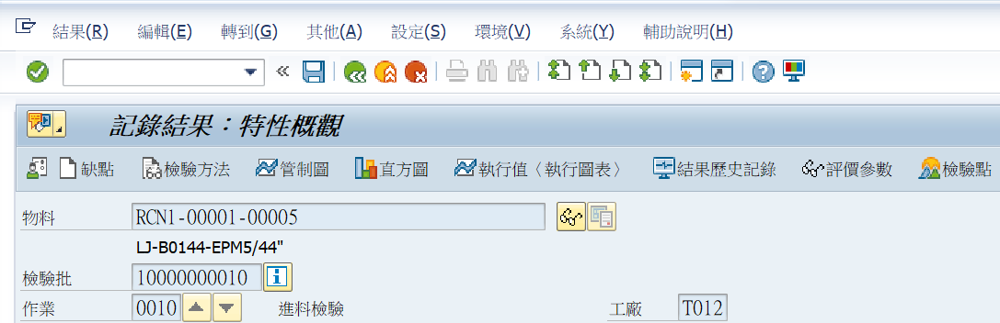 結果(R) 編輯(E) 轉到(G) 其他(A) 設定(S) 環境(V) 系統(Y) 輔助說明(H)
記錄結果：特性概觀
缺點 檢驗方法 管制圖 直方圖 執行值〈執行圖表〉 結果歷史記錄 評價參數 檢驗點
物料 RCN1-00001-00005
LJ-B0144-EPM5/44"
檢驗批 10000000010
作業 0010 進料檢驗 工廠 T012